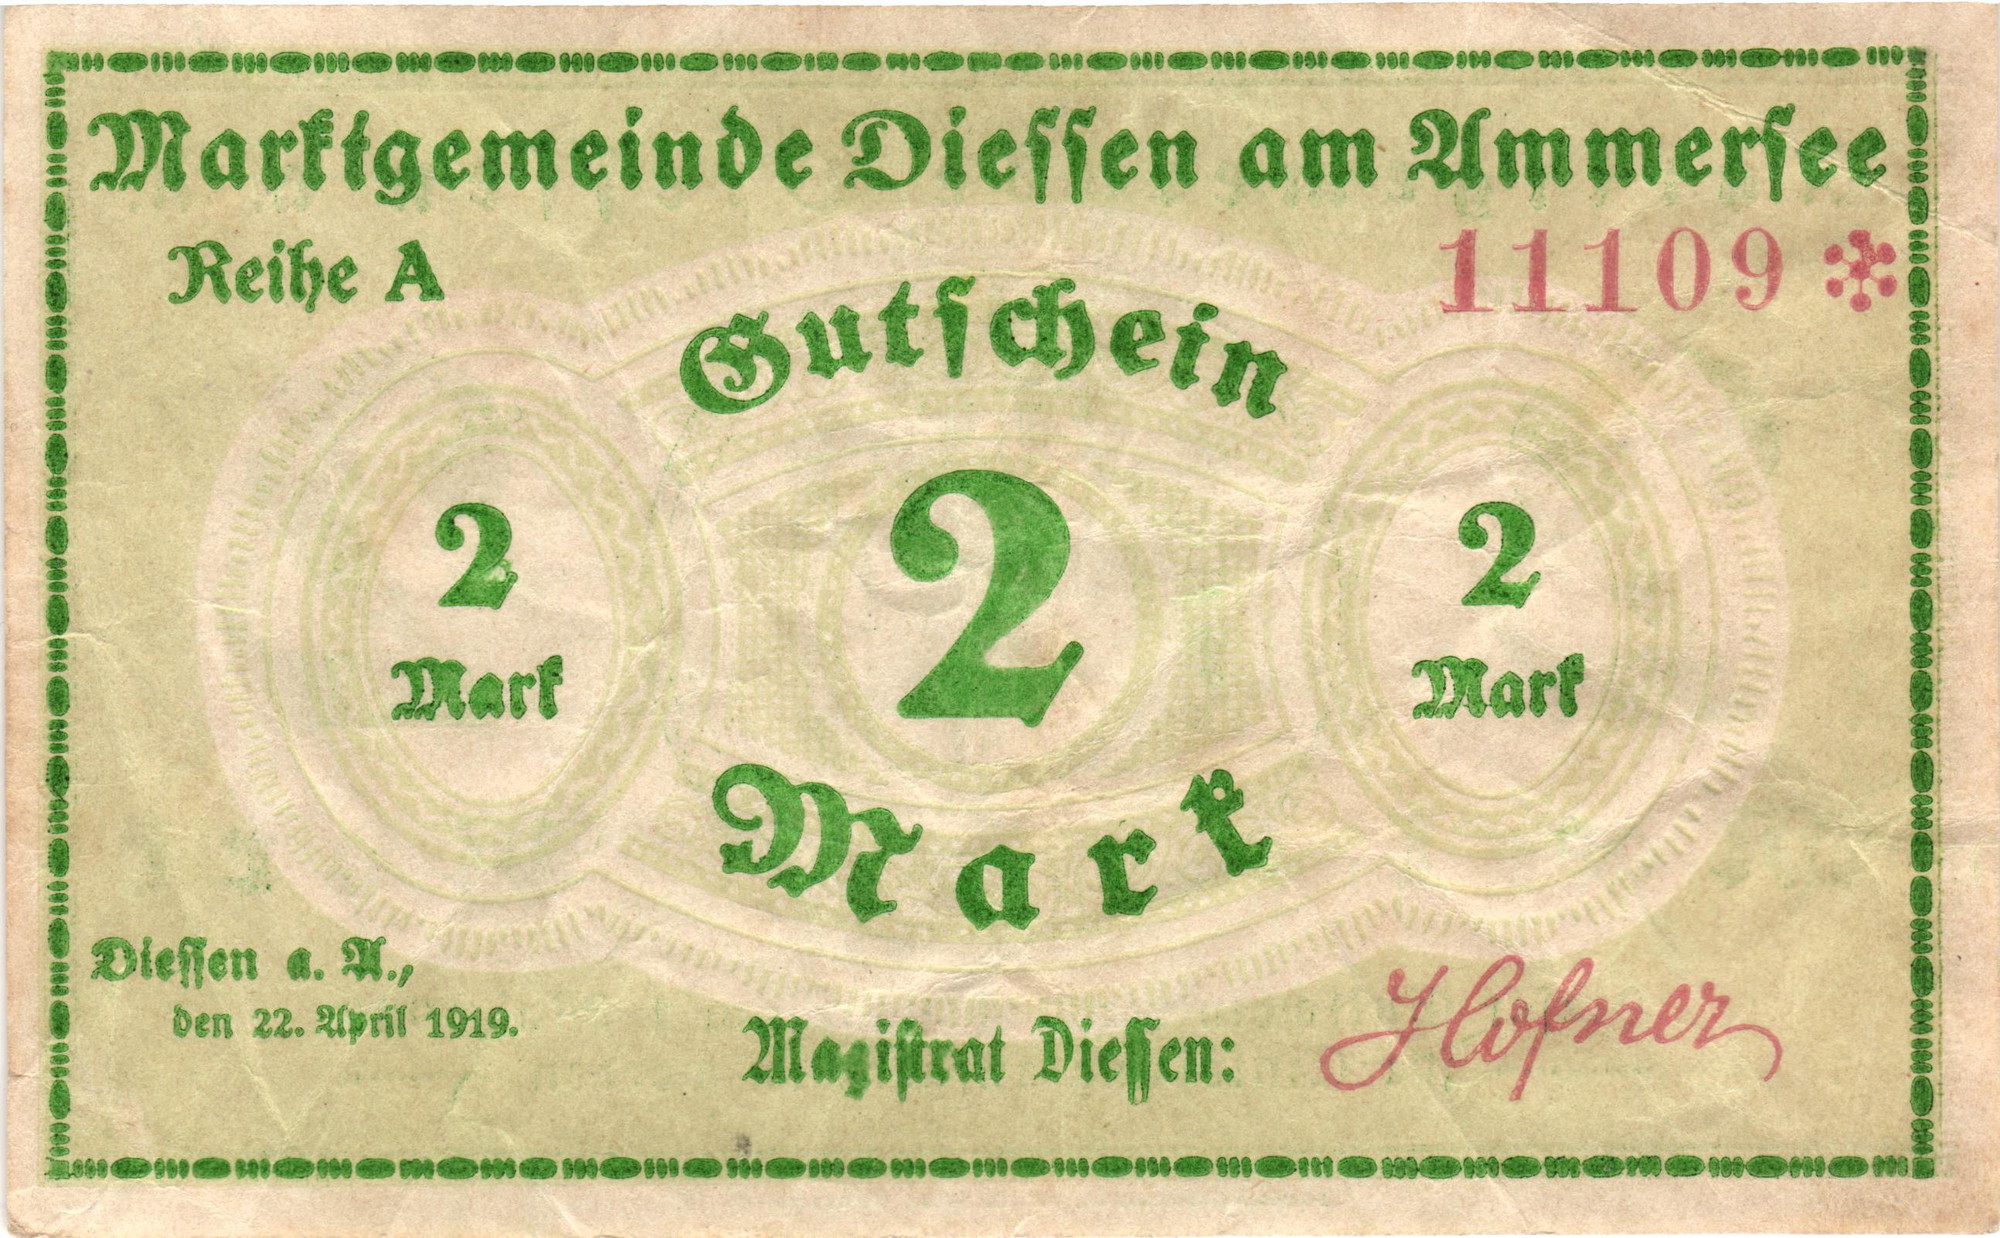 Marktgemeinde Diessen am Ammersee
Reihe A
11109 *
Gutschein
2
Mark
2
Mark
2
Mark
Diessen a. A.,
den 22. April 1919.
Magistrat Diessen:
Hofner